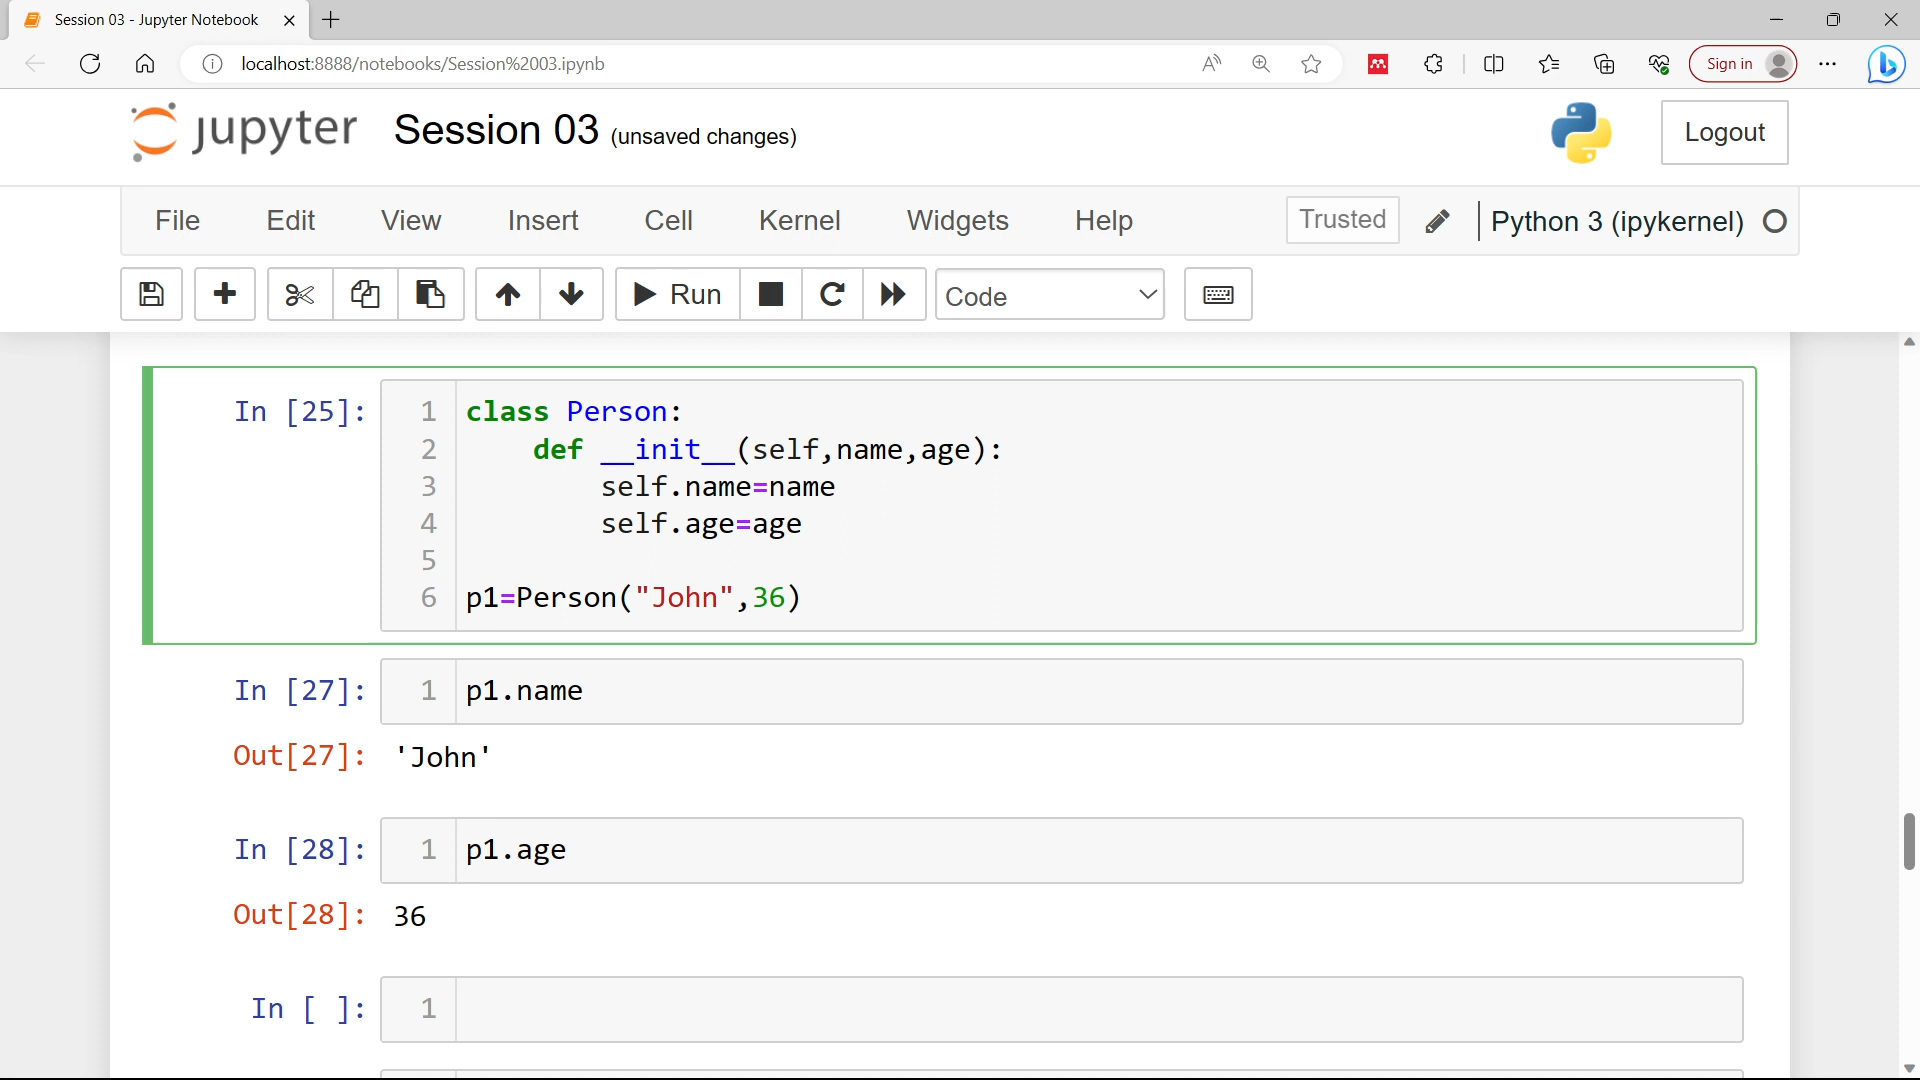 Session 03 - Jupyter Notebook
localhost:8888/notebooks/Session%2003.ipynb
Sign in
jupyter Session 03 (unsaved changes)
Logout
File Edit View Insert Cell Kernel Widgets Help Trusted Python 3 (ipykernel)
Run Code
In [25]:
1 class Person:
2     def __init__(self,name,age):
3         self.name=name
4         self.age=age
5
6 p1=Person("John",36)
In [27]: 1 p1.name
Out[27]: 'John'
In [28]: 1 p1.age
Out[28]: 36
In [ ]: 1